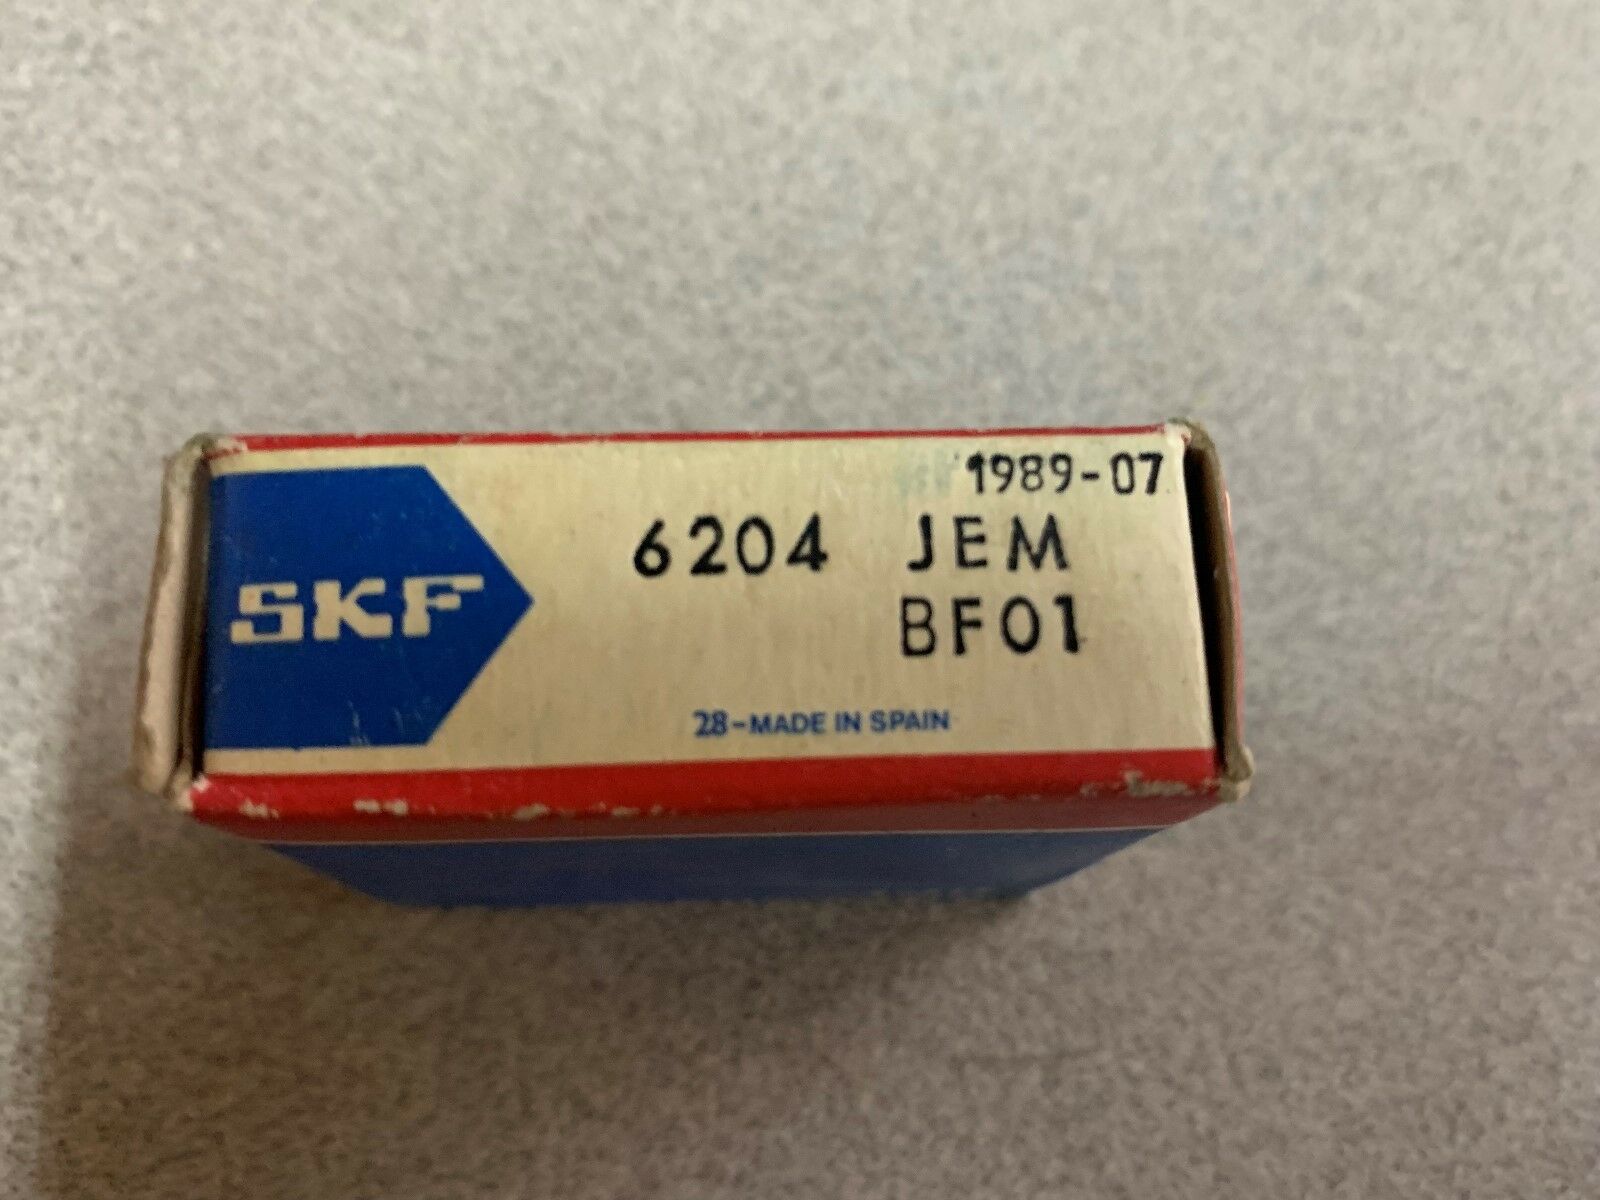 SKF
1989-07
6204 JEM
BF01
28-MADE IN SPAIN